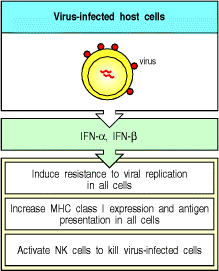 Virus-infected host cells
virus
IFN-α, IFN-β
Induce resistance to viral replication
in all cells
Increase MHC class I expression and antigen
presentation in all cells
Activate NK cells to kill virus-infected cells